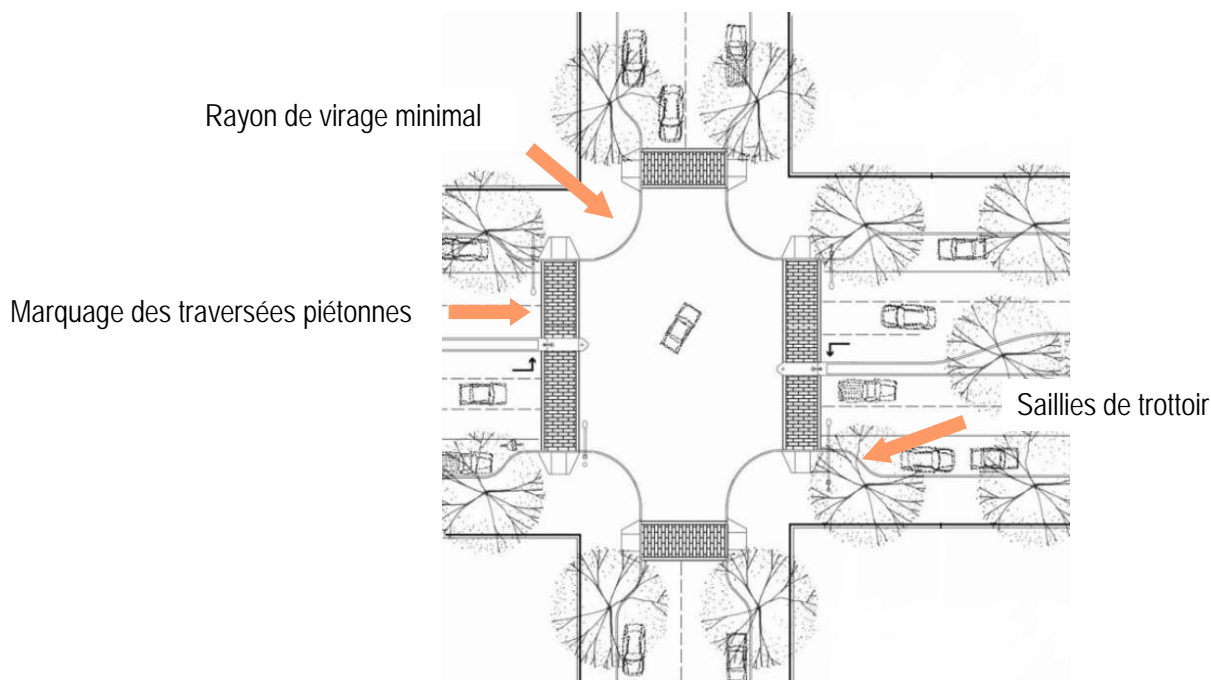 Rayon de virage minimal
Marquage des traversées piétonnes
Saillies de trottoir